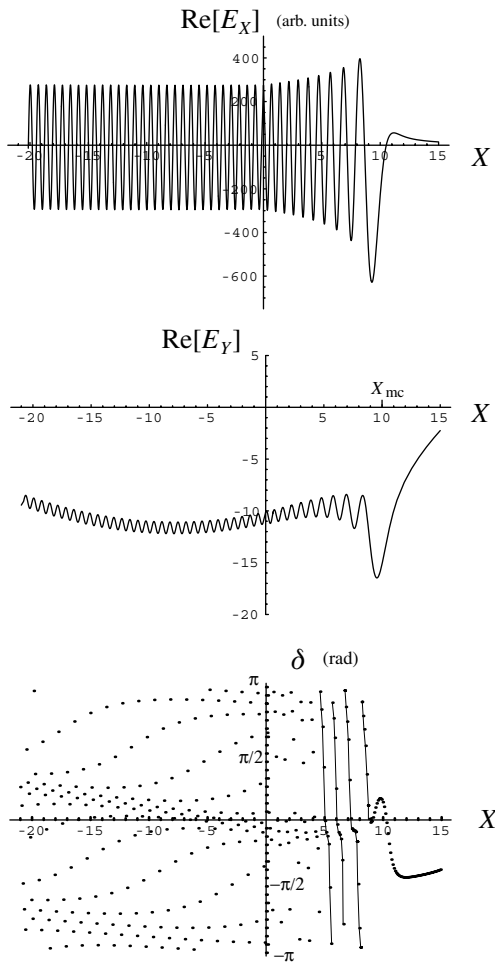 Re[E_X] (arb. units)
400
200
-20 -15 -10 -5 5 10 15 X
-200
-400
-600
Re[E_Y]
5
X_mc
-20 -15 -10 -5 5 10 15 X
-5
-10
-15
-20
δ (rad)
π
π/2
-20 -15 -10 -5 5 10 15 X
−π/2
−π